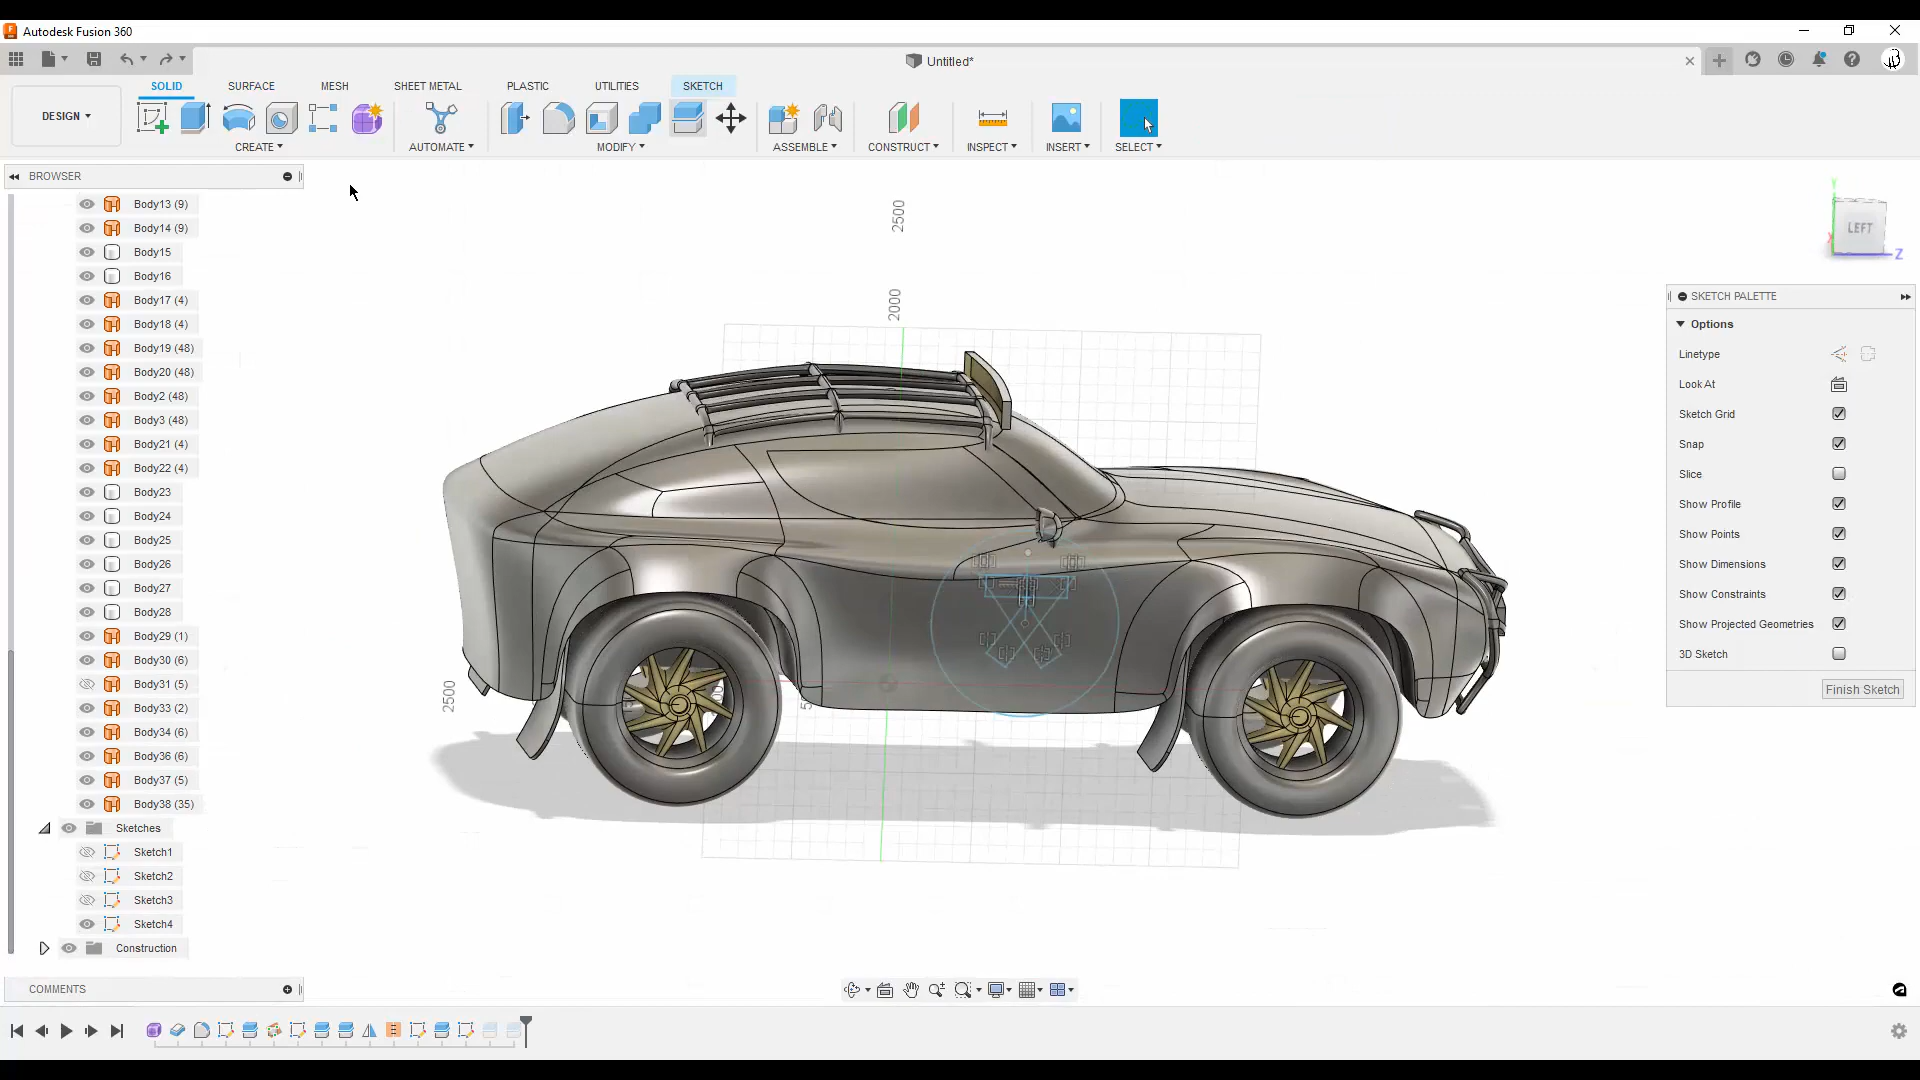 Autodesk Fusion 360
Untitled*
SOLID SURFACE MESH SHEET METAL PLASTIC UTILITIES SKETCH
DESIGN
CREATE AUTOMATE MODIFY ASSEMBLE CONSTRUCT INSPECT INSERT SELECT
BROWSER
Body13 (9)
Body14 (9)
Body15
Body16
Body17 (4)
Body18 (4)
Body19 (48)
Body20 (48)
Body2 (48)
Body3 (48)
Body21 (4)
Body22 (4)
Body23
Body24
Body25
Body26
Body27
Body28
Body29 (1)
Body30 (6)
Body31 (5)
Body33 (2)
Body34 (6)
Body36 (6)
Body37 (5)
Body38 (35)
Sketches
Sketch1
Sketch2
Sketch3
Sketch4
Construction
COMMENTS
2500
2000
2500
Y
LEFT
Z
SKETCH PALETTE
Options
Linetype
Look At
Sketch Grid
Snap
Slice
Show Profile
Show Points
Show Dimensions
Show Constraints
Show Projected Geometries
3D Sketch
Finish Sketch